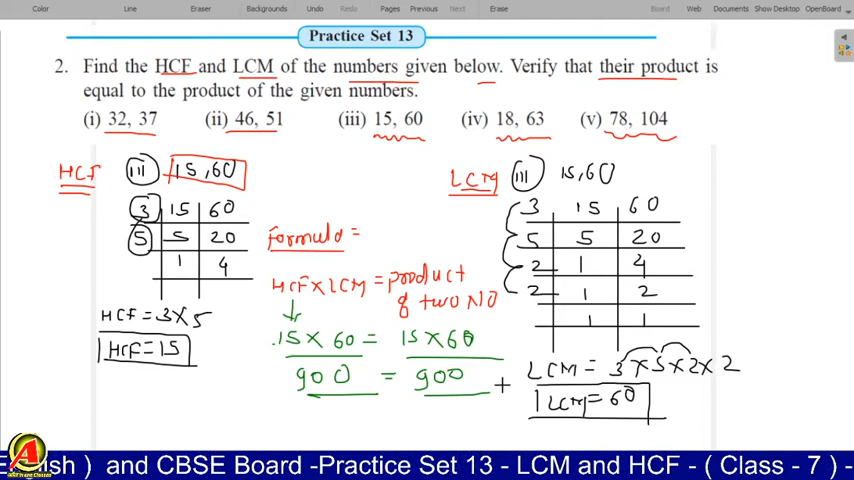 Color Line Eraser Backgrounds Undo Redo Pages Previous Next Erase Board Web Documents Show Desktop OpenBoard
Practice Set 13
2. Find the HCF and LCM of the numbers given below. Verify that their product is
equal to the product of the given numbers.
(i) 32, 37 (ii) 46, 51 (iii) 15, 60 (iv) 18, 63 (v) 78, 104
HCF III 15,60
3 15 60
5 5 20
1 4
HCF = 3×5
HCF = 15
Formula =
HCF×LCM = product
of two NO
15 × 60 = 15×60
900 = 900
LCM III 15,60
3 15 60
5 5 20
2 1 4
2 1 2
1 1
LCM = 3×5×2×2
LCM = 60
A
English ) and CBSE Board -Practice Set 13 - LCM and HCF - ( Class - 7 ) -